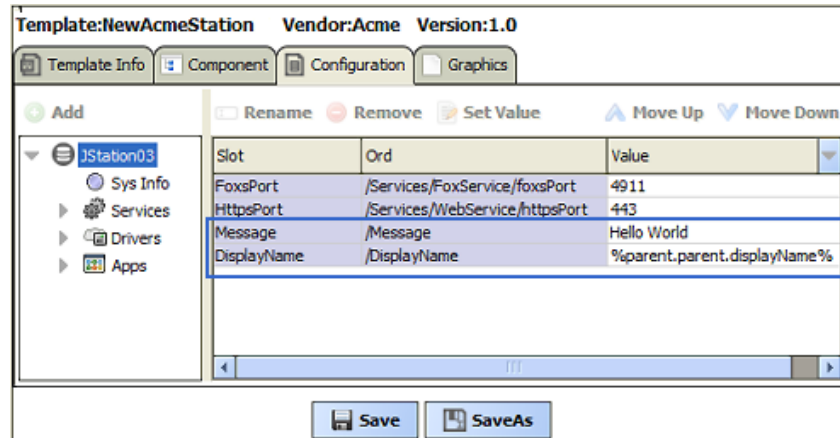 Template:NewAcmeStation Vendor:Acme Version:1.0
Template Info Component Configuration Graphics
Add Rename Remove Set Value Move Up Move Down
JStation03
Sys Info
Services
Drivers
Apps
Slot Ord Value
FoxsPort /Services/FoxService/foxsPort 4911
HttpsPort /Services/WebService/httpsPort 443
Message /Message Hello World
DisplayName /DisplayName %parent.parent.displayName%
Save SaveAs